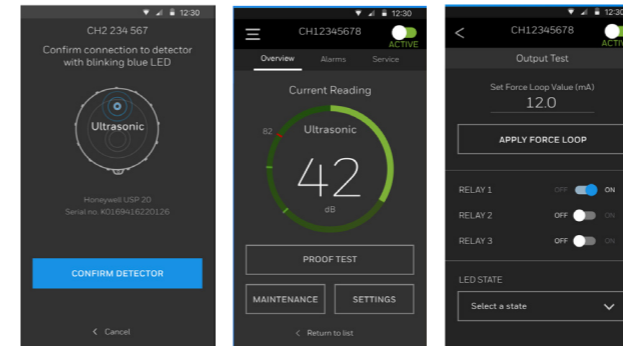 12:30
CH2 234 567
Confirm connection to detector
with blinking blue LED
Ultrasonic
Honeywell USP 20
Serial no. K0169416220126
CONFIRM DETECTOR
< Cancel
12:30
CH12345678
ACTIVE
Overview Alarms Service
Current Reading
82
Ultrasonic
42
dB
PROOF TEST
MAINTENANCE SETTINGS
< Return to list
12:30
< CH12345678
ACTIVE
Output Test
Set Force Loop Value (mA)
12.0
APPLY FORCE LOOP
RELAY 1 OFF ON
RELAY 2 OFF ON
RELAY 3 OFF ON
LED STATE
Select a state